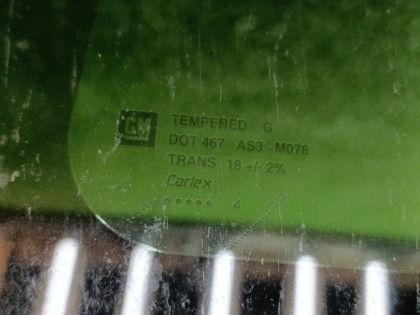 GM
TEMPERED G
DOT 467 AS3 M078
TRANS 18 +/- 2%
Carlex
4